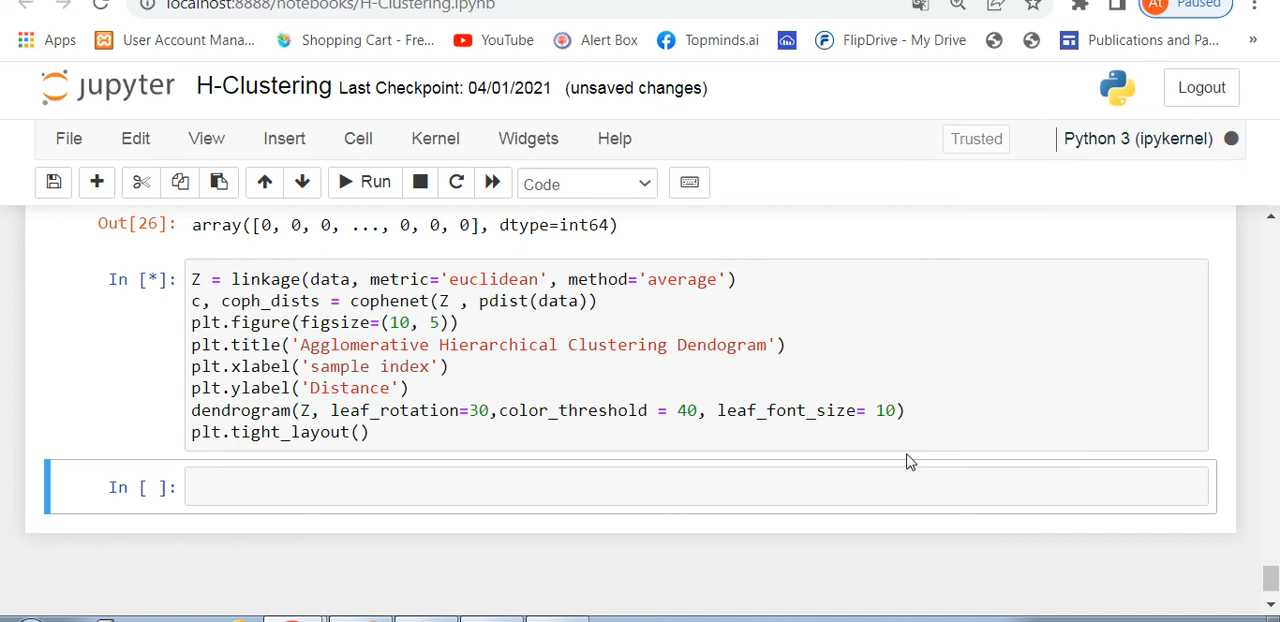 localhost:8888/notebooks/H-Clustering.ipynb
At Paused
Apps User Account Mana... Shopping Cart - Fre... YouTube Alert Box Topminds.ai FlipDrive - My Drive Publications and Pa... »
jupyter H-Clustering Last Checkpoint: 04/01/2021 (unsaved changes) Logout
File Edit View Insert Cell Kernel Widgets Help Trusted Python 3 (ipykernel)
Run Code
Out[26]: array([0, 0, 0, ..., 0, 0, 0], dtype=int64)
In [*]: Z = linkage(data, metric='euclidean', method='average')
c, coph_dists = cophenet(Z , pdist(data))
plt.figure(figsize=(10, 5))
plt.title('Agglomerative Hierarchical Clustering Dendogram')
plt.xlabel('sample index')
plt.ylabel('Distance')
dendrogram(Z, leaf_rotation=30,color_threshold = 40, leaf_font_size= 10)
plt.tight_layout()
In [ ]: